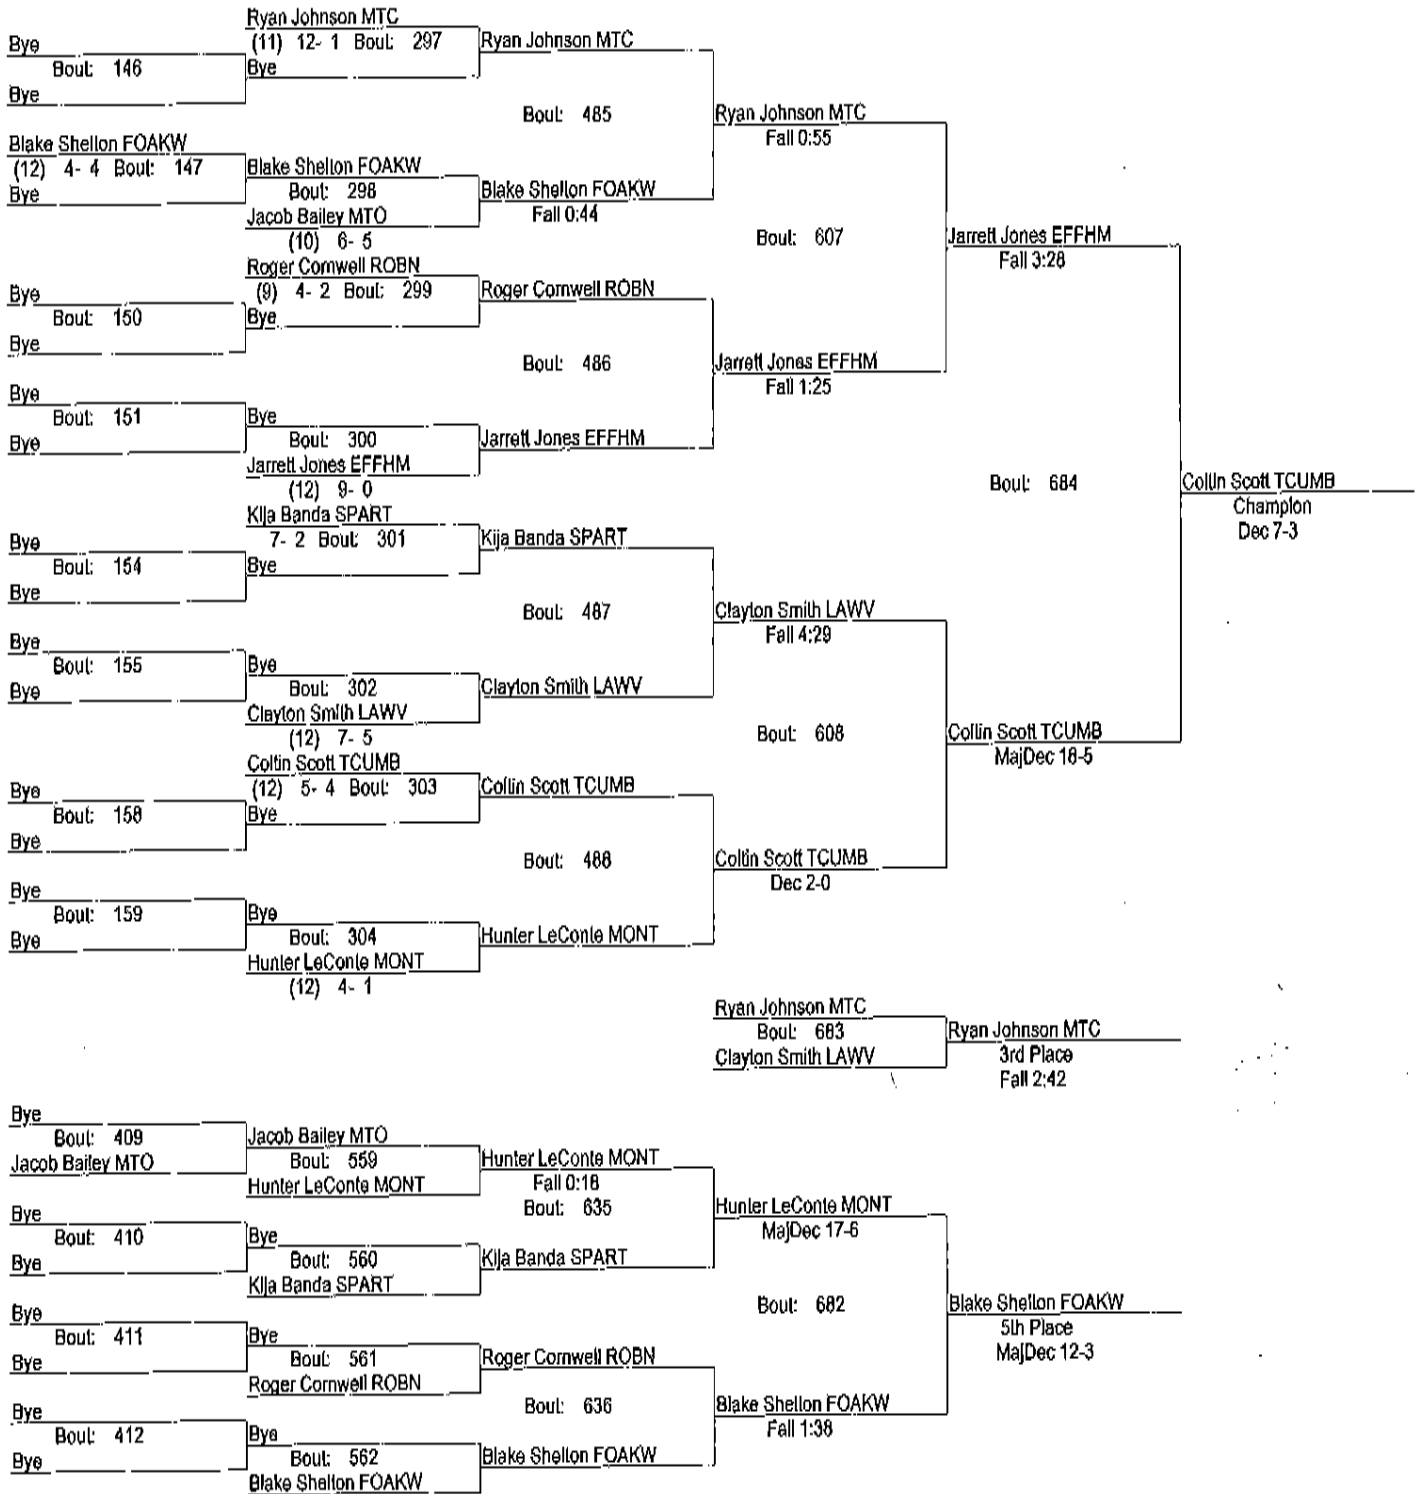 Ryan Johnson MTC
(11) 12- 1 Bout: 297
Bye
Bye
Bout: 146
Bye
Ryan Johnson MTC
Bout: 485
Blake Shelton FOAKW
(12) 4- 4 Bout: 147
Bye
Blake Shelton FOAKW
Bout: 298
Jacob Bailey MTO
(10) 6- 5
Blake Shelton FOAKW
Fall 0:44
Ryan Johnson MTC
Fall 0:55
Bout: 607
Roger Cornwell ROBN
(9) 4- 2 Bout: 299
Bye
Bye
Bout: 150
Bye
Roger Cornwell ROBN
Bout: 486
Bye
Bout: 151
Bye
Bye
Bout: 300
Jarrett Jones EFFHM
(12) 9- 0
Jarrett Jones EFFHM
Jarrett Jones EFFHM
Fall 1:25
Jarrett Jones EFFHM
Fall 3:28
Bout: 684
Kija Banda SPART
7- 2 Bout: 301
Bye
Bye
Bout: 154
Bye
Kija Banda SPART
Bout: 487
Bye
Bout: 155
Bye
Bye
Bout: 302
Clayton Smith LAWV
(12) 7- 5
Clayton Smith LAWV
Clayton Smith LAWV
Fall 4:29
Bout: 608
Collin Scott TCUMB
(12) 5- 4 Bout: 303
Bye
Bye
Bout: 158
Bye
Collin Scott TCUMB
Bout: 488
Bye
Bout: 159
Bye
Bye
Bout: 304
Hunter LeConte MONT
(12) 4- 1
Hunter LeConte MONT
Collin Scott TCUMB
Dec 2-0
Collin Scott TCUMB
MajDec 18-5
Collin Scott TCUMB
Champion
Dec 7-3
Ryan Johnson MTC
Bout: 683
Clayton Smith LAWV
Ryan Johnson MTC
3rd Place
Fall 2:42
Bye
Bout: 409
Jacob Bailey MTO
Jacob Bailey MTO
Bout: 559
Hunter LeConte MONT
Hunter LeConte MONT
Fall 0:18
Bout: 635
Bye
Bout: 410
Bye
Bye
Bout: 560
Kija Banda SPART
Kija Banda SPART
Hunter LeConte MONT
MajDec 17-6
Bout: 682
Bye
Bout: 411
Bye
Bye
Bout: 561
Roger Cornwell ROBN
Roger Cornwell ROBN
Bout: 636
Bye
Bout: 412
Bye
Bye
Bout: 562
Blake Shelton FOAKW
Blake Shelton FOAKW
Blake Shelton FOAKW
Fall 1:38
Blake Shelton FOAKW
5th Place
MajDec 12-3